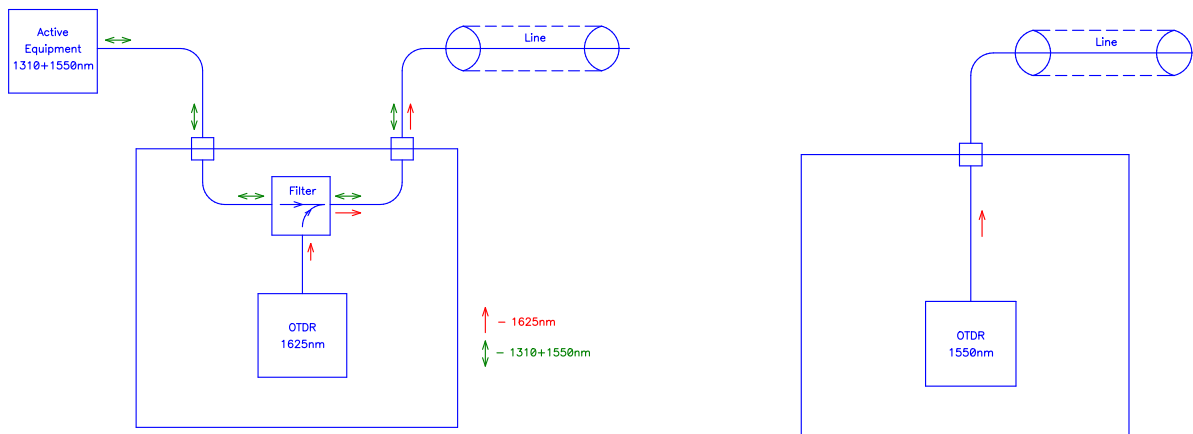 Active
Equipment
1310+1550nm
Line
Filter
OTDR
1625nm
- 1625nm
- 1310+1550nm
Line
OTDR
1550nm